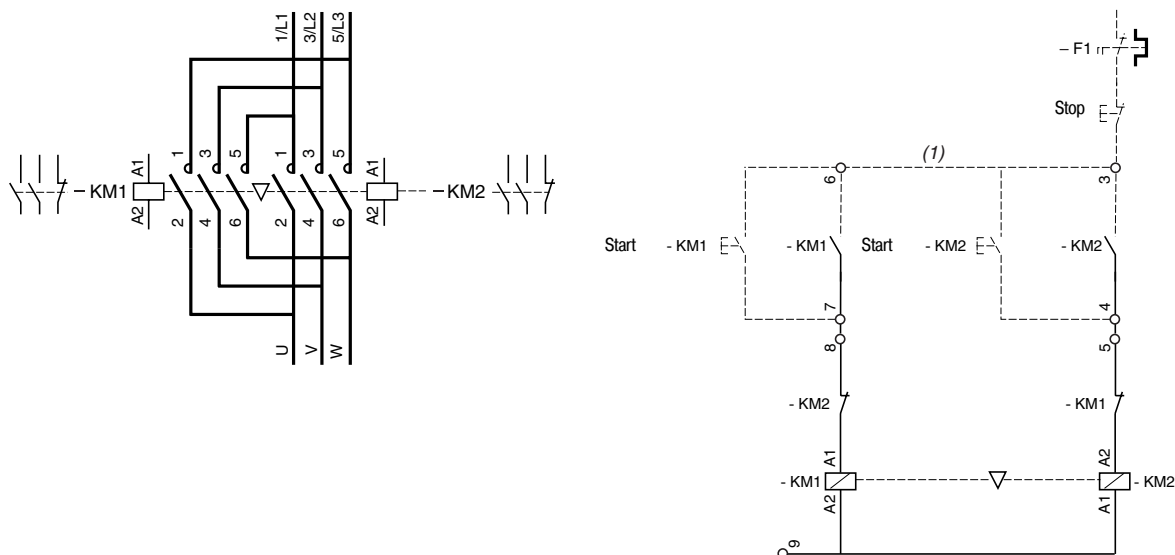 1/L1 3/L2 5/L3
1 3 5 1 3 5
A1 A1
– KM1 – KM2
A2 A2
2 4 6 2 4 6
U V W
– F1
Stop
(1)
6 3
Start - KM1 - KM1 Start - KM2 - KM2
7 4
8 5
- KM2 - KM1
A1 A2
- KM1 - KM2
A2 A1
9